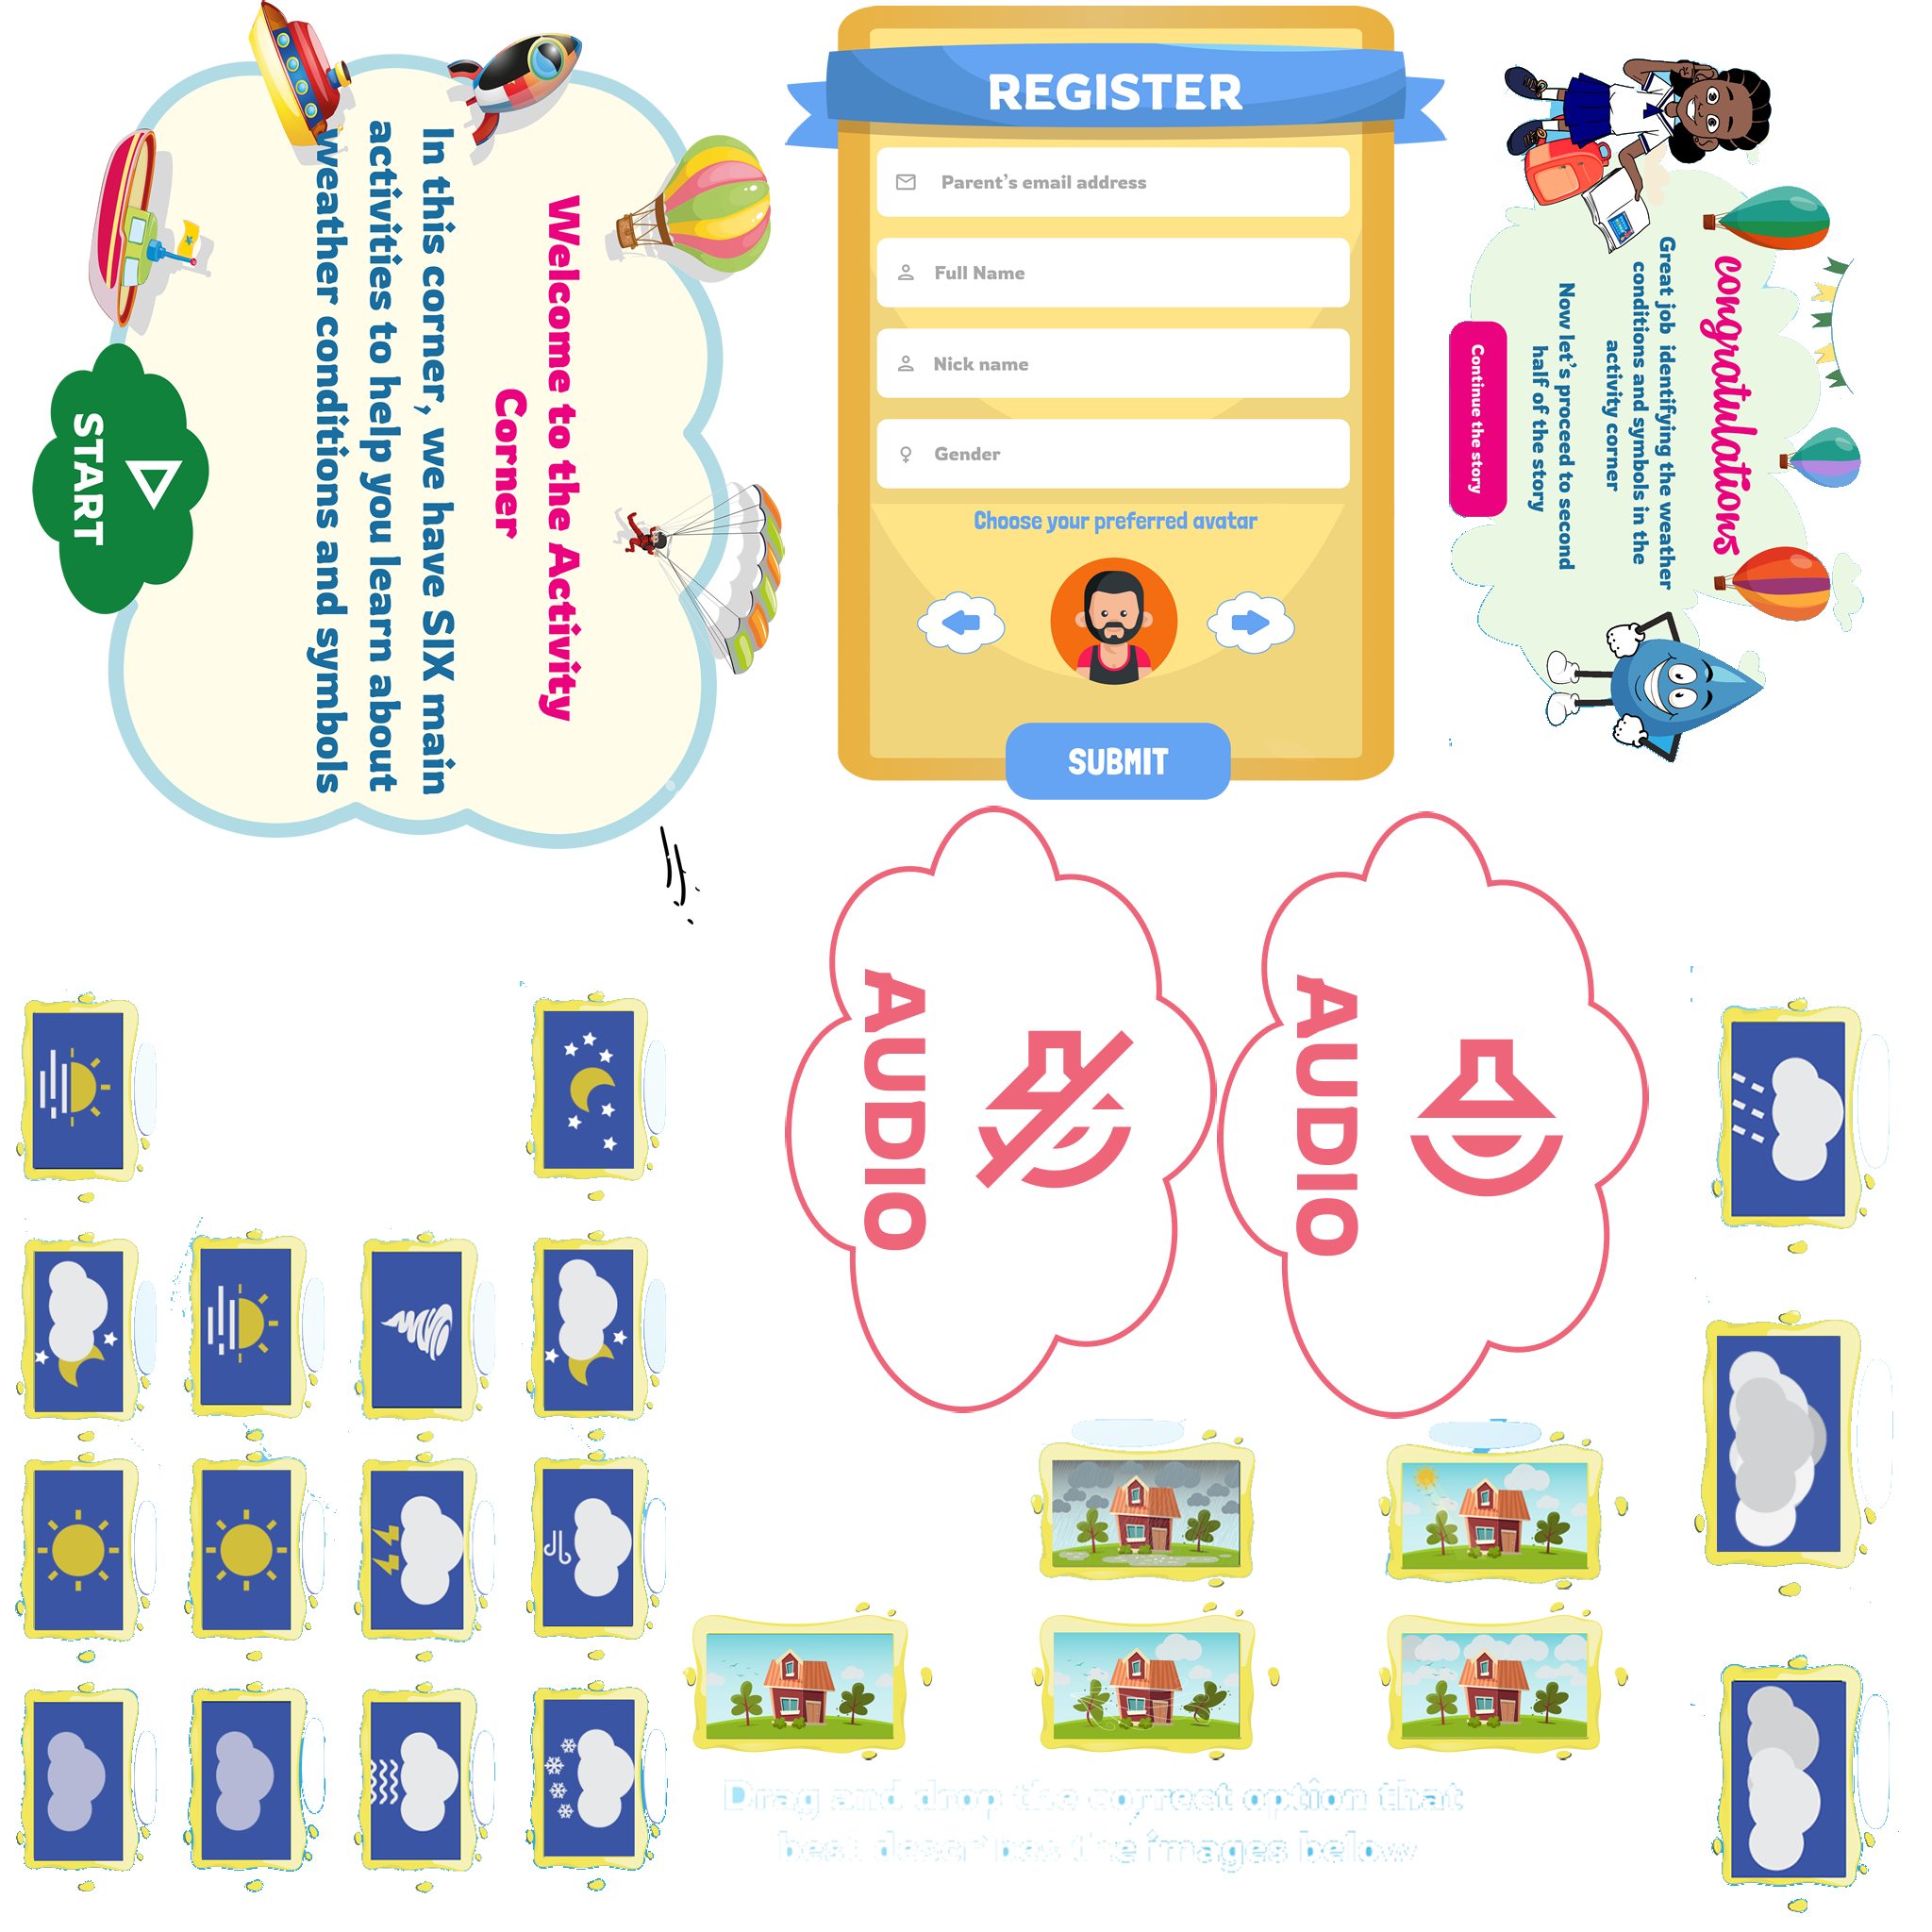 Welcome to the Activity
Corner
In this corner, we have SIX main
activities to help you learn about
weather conditions and symbols
START
REGISTER
Parent's email address
Full Name
Nick name
Gender
Choose your preferred avatar
SUBMIT
congratulations
Great job identifying the weather
conditions and symbols in the
activity corner
Now let's proceed to second
half of the story
Continue the story
AUDIO
AUDIO
Drag and drop the correct option that
best describes the images below